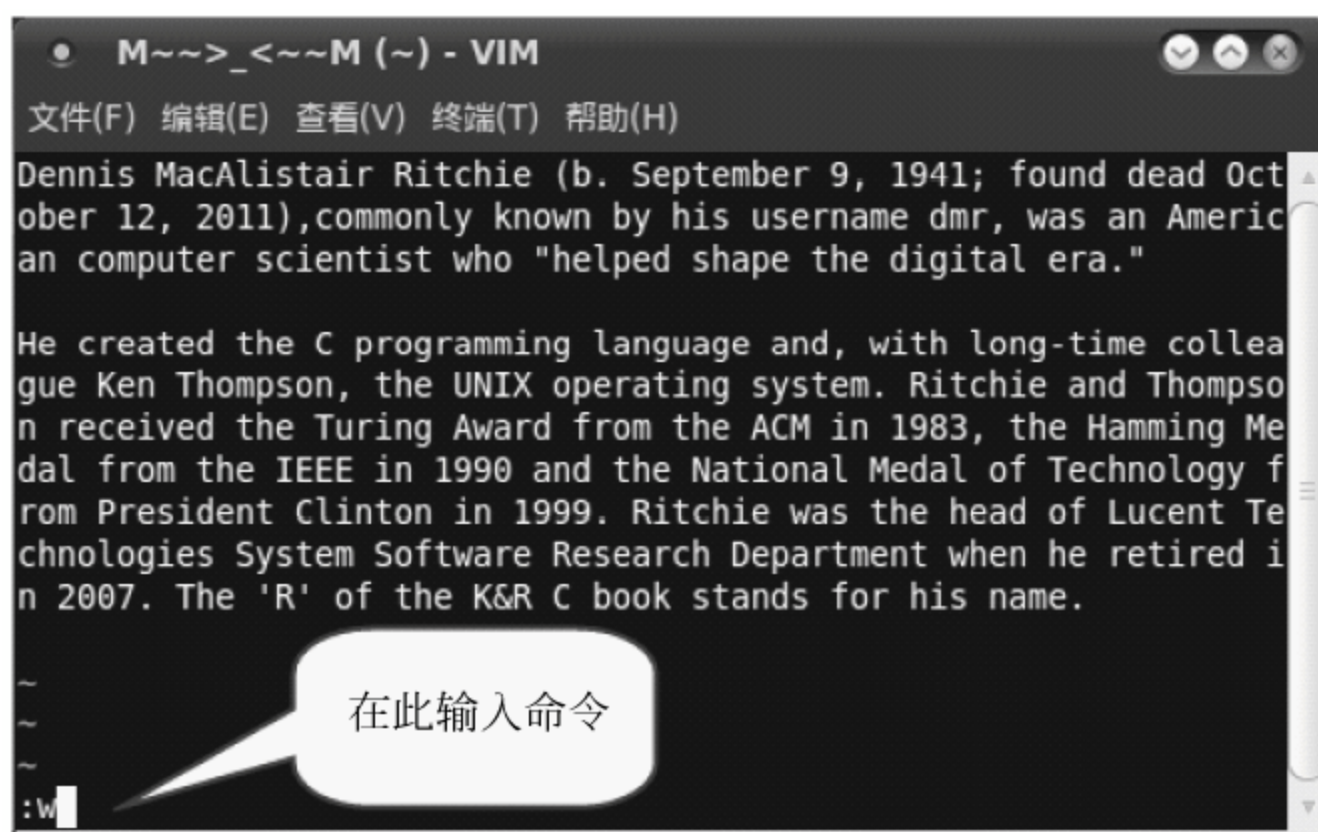 M~~>_<~~M (~) - VIM
文件(F) 编辑(E) 查看(V) 终端(T) 帮助(H)
Dennis MacAlistair Ritchie (b. September 9, 1941; found dead Oct
ober 12, 2011),commonly known by his username dmr, was an Americ
an computer scientist who "helped shape the digital era."
He created the C programming language and, with long-time collea
gue Ken Thompson, the UNIX operating system. Ritchie and Thompso
n received the Turing Award from the ACM in 1983, the Hamming Me
dal from the IEEE in 1990 and the National Medal of Technology f
rom President Clinton in 1999. Ritchie was the head of Lucent Te
chnologies System Software Research Department when he retired i
n 2007. The 'R' of the K&R C book stands for his name.
~
在此输入命令
~
~
:w